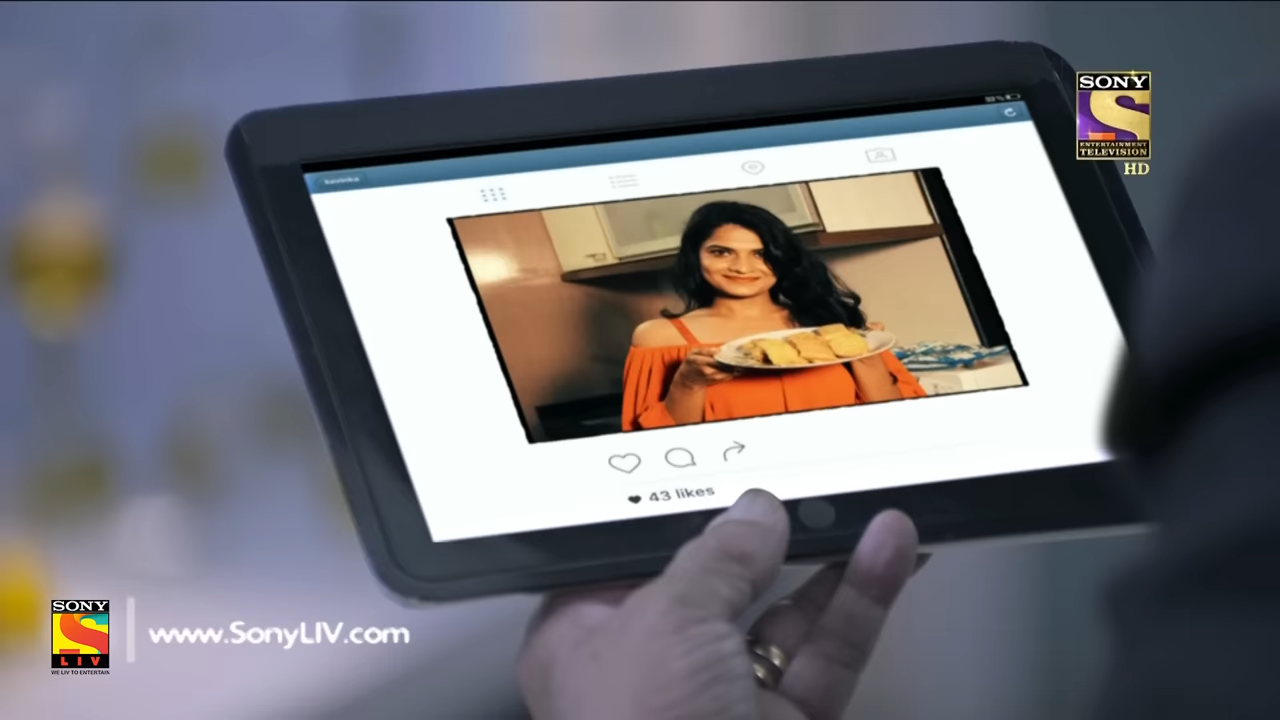 SONY
ENTERTAINMENT
TELEVISION
HD
43 likes
SONY
LIV
WE LIV TO ENTERTAIN
www.SonyLIV.com